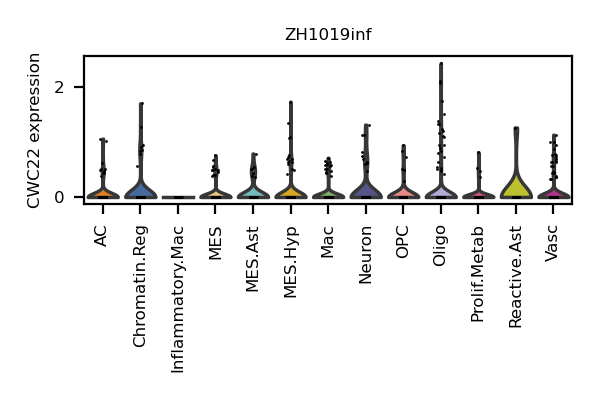 ZH1019inf
CWC22 expression
2
0
AC
Chromatin.Reg
Inflammatory.Mac
MES
MES.Ast
MES.Hyp
Mac
Neuron
OPC
Oligo
Prolif.Metab
Reactive.Ast
Vasc